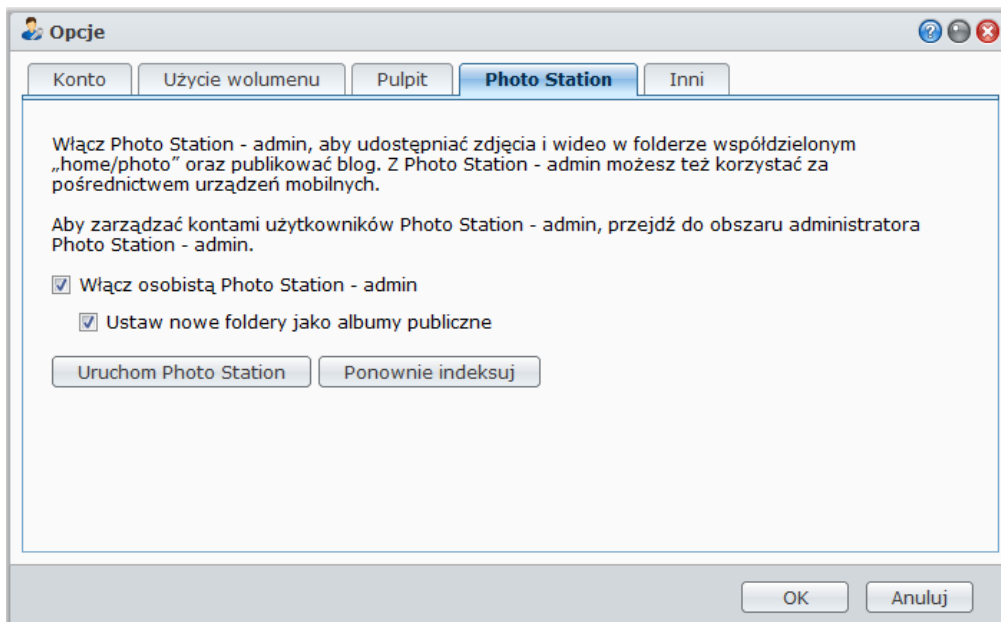 Opcje
Konto
Użycie wolumenu
Pulpit
Photo Station
Inni
Włącz Photo Station - admin, aby udostępniać zdjęcia i wideo w folderze współdzielonym
„home/photo” oraz publikować blog. Z Photo Station - admin możesz też korzystać za
pośrednictwem urządzeń mobilnych.
Aby zarządzać kontami użytkowników Photo Station - admin, przejdź do obszaru administratora
Photo Station - admin.
Włącz osobistą Photo Station - admin
Ustaw nowe foldery jako albumy publiczne
Uruchom Photo Station
Ponownie indeksuj
OK
Anuluj